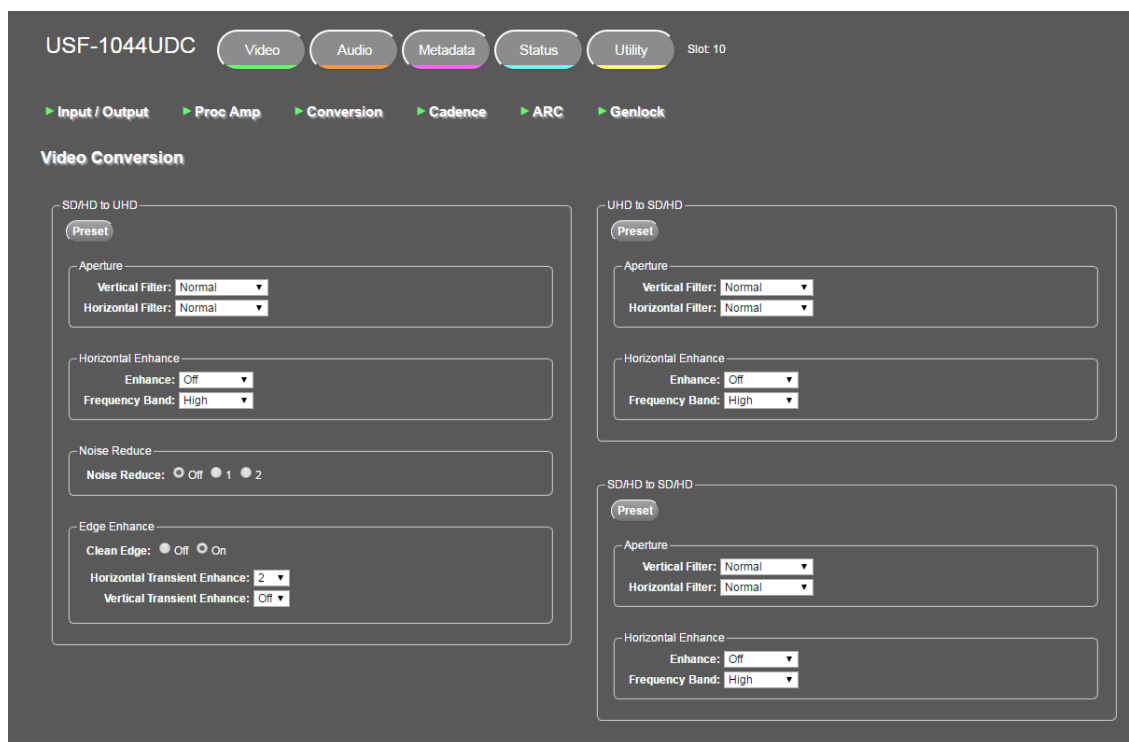 USF-1044UDC Video Audio Metadata Status Utility Slot: 10
Input / Output Proc Amp Conversion Cadence ARC Genlock
Video Conversion
SD/HD to UHD
Preset
Aperture
Vertical Filter: Normal
Horizontal Filter: Normal
Horizontal Enhance
Enhance: Off
Frequency Band: High
Noise Reduce
Noise Reduce: Off 1 2
Edge Enhance
Clean Edge: Off On
Horizontal Transient Enhance: 2
Vertical Transient Enhance: Off
UHD to SD/HD
Preset
Aperture
Vertical Filter: Normal
Horizontal Filter: Normal
Horizontal Enhance
Enhance: Off
Frequency Band: High
SD/HD to SD/HD
Preset
Aperture
Vertical Filter: Normal
Horizontal Filter: Normal
Horizontal Enhance
Enhance: Off
Frequency Band: High